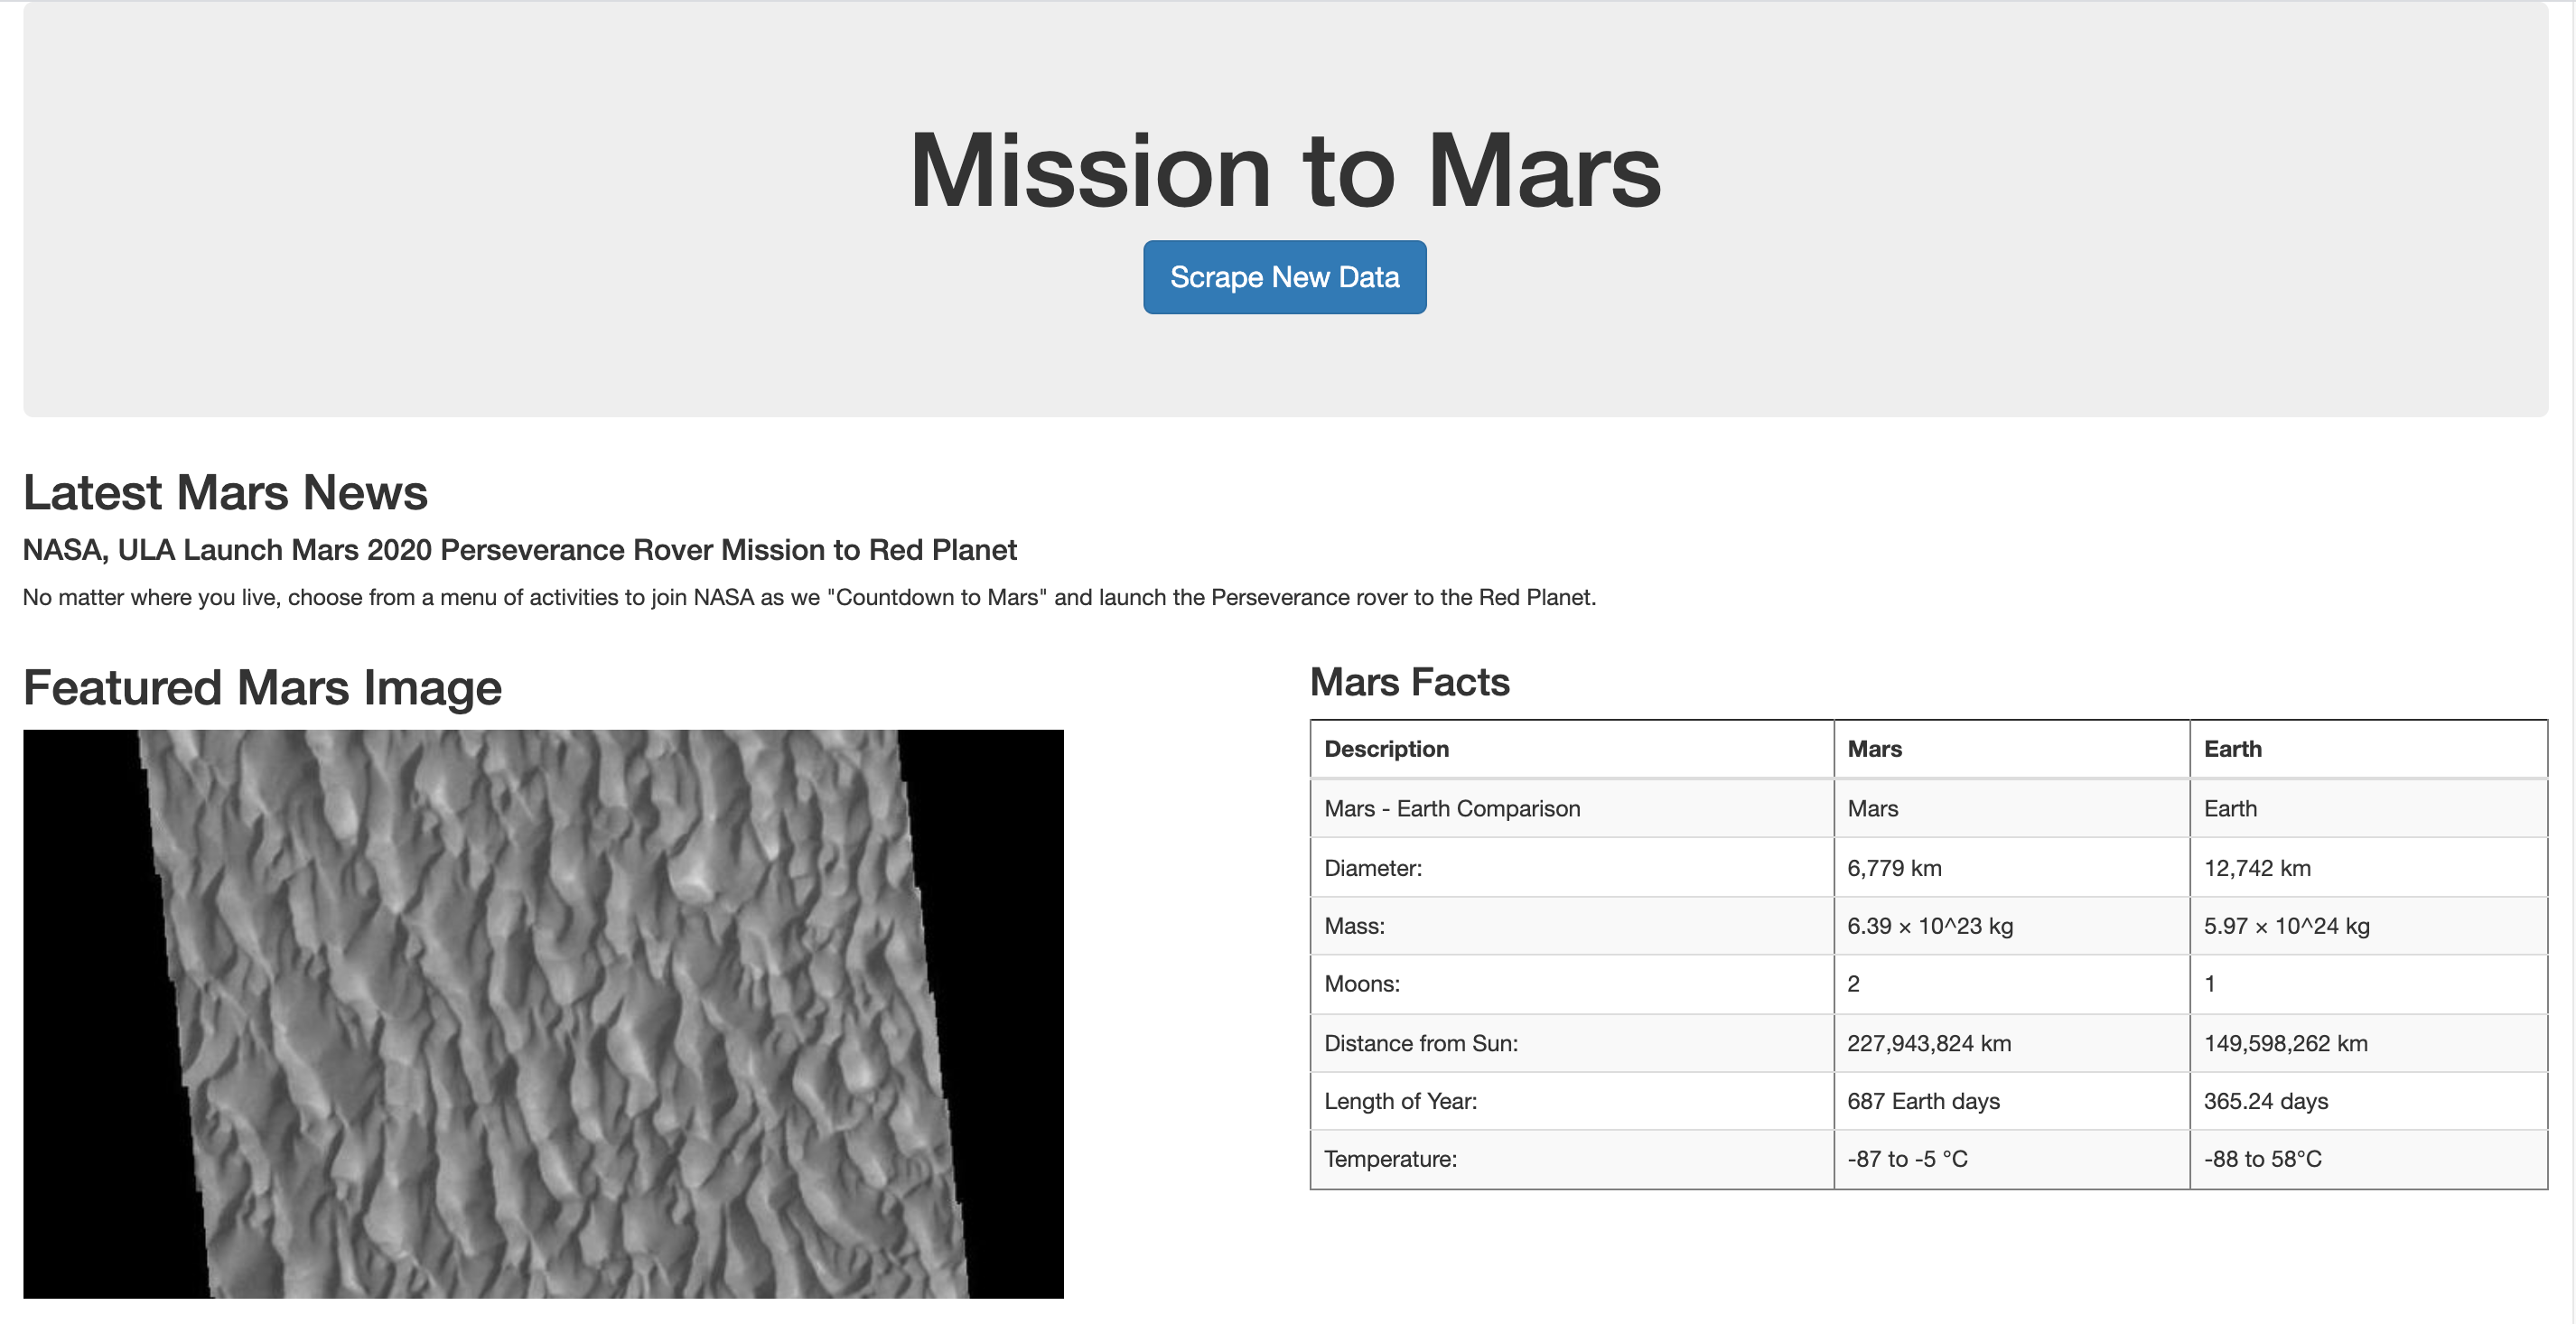 Mission to Mars
Scrape New Data
Latest Mars News
NASA, ULA Launch Mars 2020 Perseverance Rover Mission to Red Planet
No matter where you live, choose from a menu of activities to join NASA as we "Countdown to Mars" and launch the Perseverance rover to the Red Planet.
Featured Mars Image
Mars Facts
Description Mars Earth
Mars - Earth Comparison Mars Earth
Diameter: 6,779 km 12,742 km
Mass: 6.39 × 10^23 kg 5.97 × 10^24 kg
Moons: 2 1
Distance from Sun: 227,943,824 km 149,598,262 km
Length of Year: 687 Earth days 365.24 days
Temperature: -87 to -5 °C -88 to 58°C